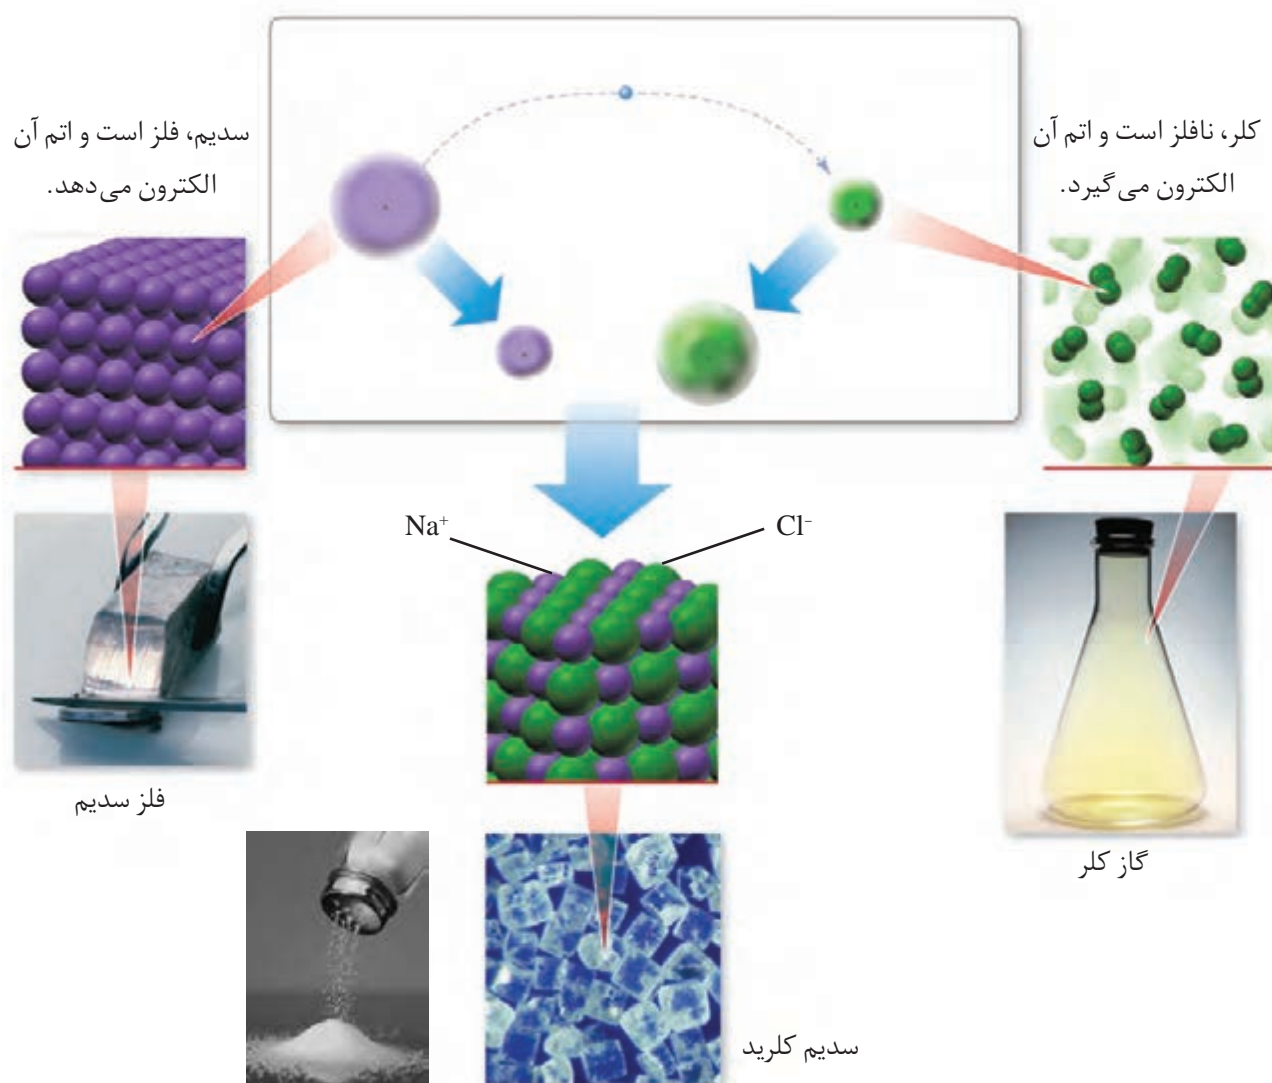 کلر، نافلز است و اتم آن
الکترون می‌گیرد.
سدیم، فلز است و اتم آن
الکترون می‌دهد.
Na⁺
Cl⁻
فلز سدیم
گاز کلر
سدیم کلرید